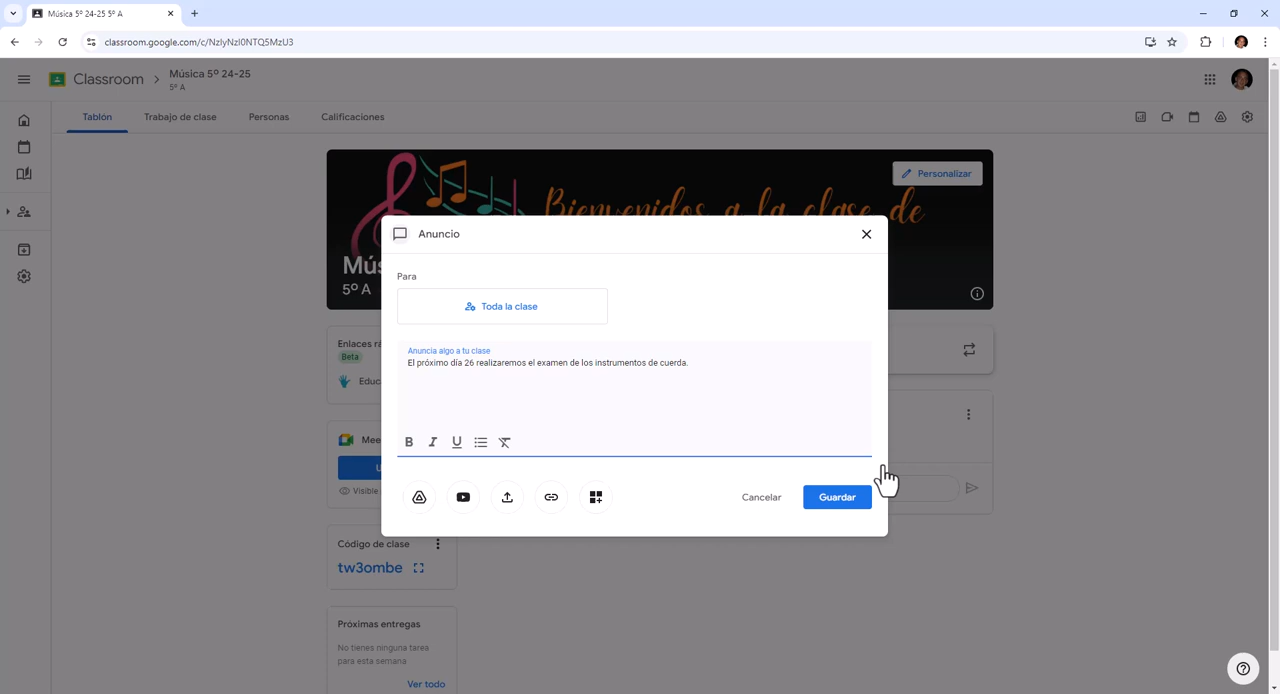 Música 5º 24-25 5º A
classroom.google.com/c/NzIyNzI0NTQ5MzU3
Classroom
Música 5º 24-25
5º A
Tablón
Trabajo de clase
Personas
Calificaciones
Personalizar
Bienvenidos a la clase de
Mús
5º A
Anuncio
Para
Toda la clase
Anuncia algo a tu clase
El próximo día 26 realizaremos el examen de los instrumentos de cuerda.
B I U
Cancelar
Guardar
Enlaces rá
Beta
Educ
Mee
U
Visible
Código de clase
tw3ombe
Próximas entregas
No tienes ninguna tarea
para esta semana
Ver todo